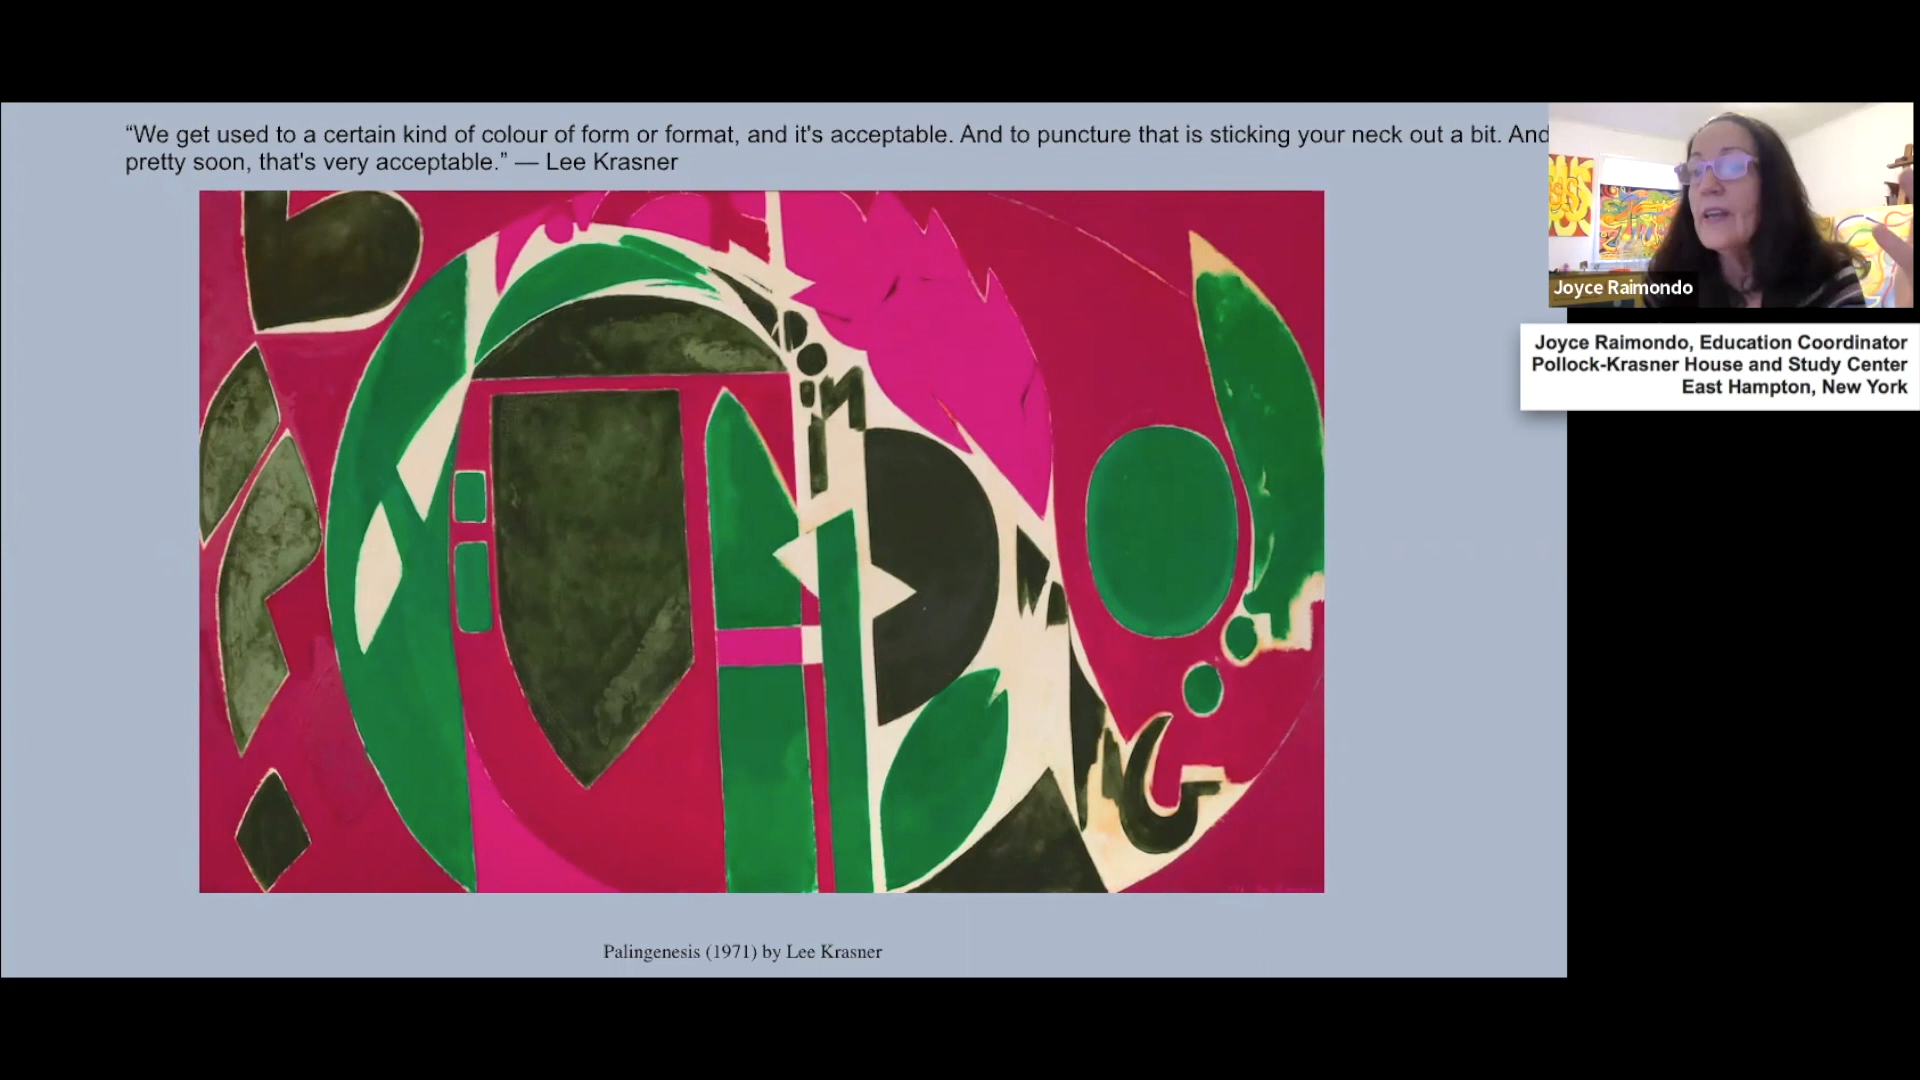 “We get used to a certain kind of colour of form or format, and it's acceptable. And to puncture that is sticking your neck out a bit. And
pretty soon, that's very acceptable.” — Lee Krasner
Joyce Raimondo
Joyce Raimondo, Education Coordinator
Pollock-Krasner House and Study Center
East Hampton, New York
Palingenesis (1971) by Lee Krasner